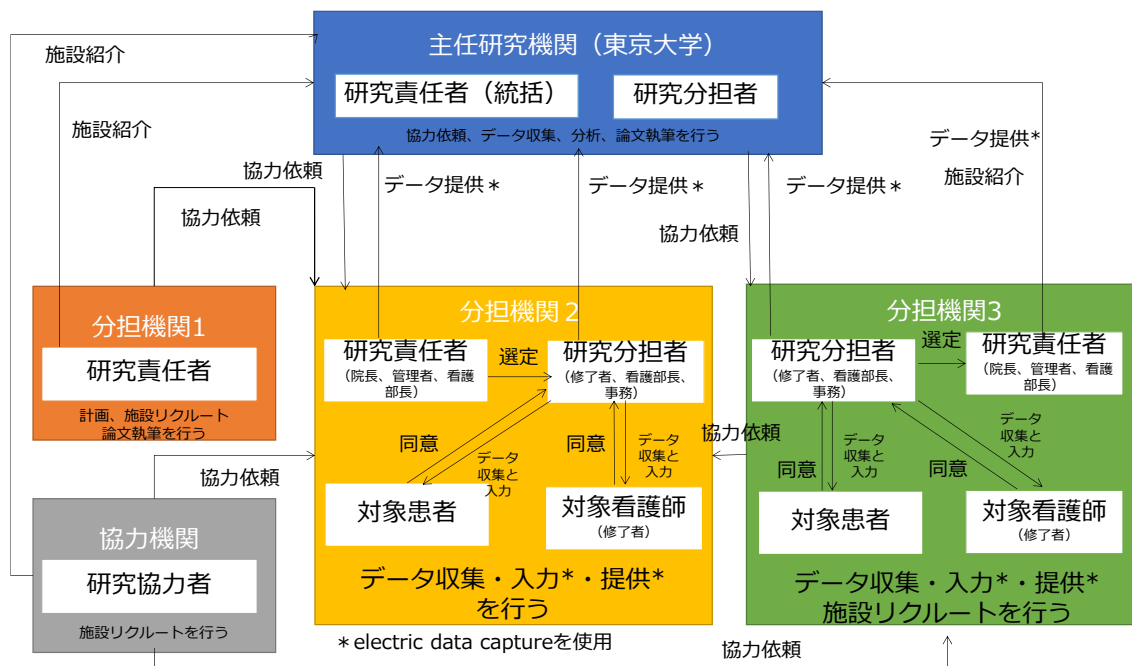 主任研究機関（東京大学）
研究責任者（統括）
研究分担者
協力依頼、データ収集、分析、論文執筆を行う
施設紹介
施設紹介
協力依頼
協力依頼
データ提供＊
データ提供＊
データ提供＊
協力依頼
データ提供*
施設紹介
分担機関1
研究責任者
計画、施設リクルート
論文執筆を行う
分担機関２
研究責任者
（院長、管理者、看護
部長）
選定
研究分担者
（修了者、看護部長、
事務）
同意
データ
収集と
入力
同意
データ
収集と
入力
対象患者
対象看護師
（修了者）
データ収集・入力*・提供*
を行う
＊electric data captureを使用
分担機関3
研究分担者
（修了者、看護部長、
事務）
選定
研究責任者
（院長、管理者、看護
部長）
協力依頼
同意
データ
収集と
入力
同意
データ
収集と
入力
対象患者
対象看護師
（修了者）
データ収集・入力*・提供*
施設リクルートを行う
協力依頼
協力機関
研究協力者
施設リクルートを行う
協力依頼